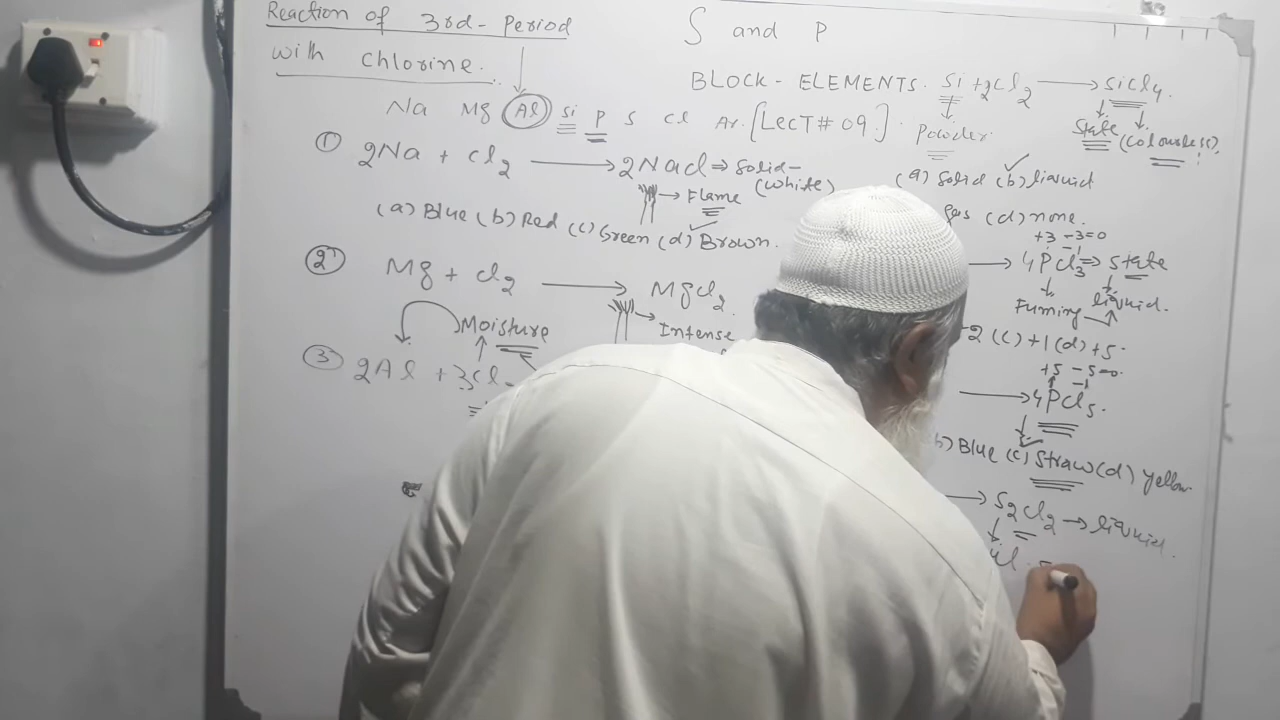 Reaction of 3rd-Period
with chlorine.
S and P
BLOCK-ELEMENTS.
Na Mg Al Si P S Cl Ar. [LECT# 09.]
① 2Na + Cl2 → 2NaCl ⇒ Solid-
(white)
→ Flame
(a) Blue (b) Red (c) Green (d) Brown.
② Mg + Cl2 → MgCl2.
→ Intense
Moisture
③ 2Al + 3Cl
Si + 2Cl2 → SiCl4.
Powder.
State (colourless).
(a) Solid (b) liquid
gas (d) none.
+3 -3=0
-1
→ 4PCl3 ⇒ state
Fuming liquid.
-2 (c) +1 (d) +5.
+5 -5=0.
-1
→ 4PCl5.
b) Blue (c) Straw (d) Yellow.
→ S2Cl2 → liquid.